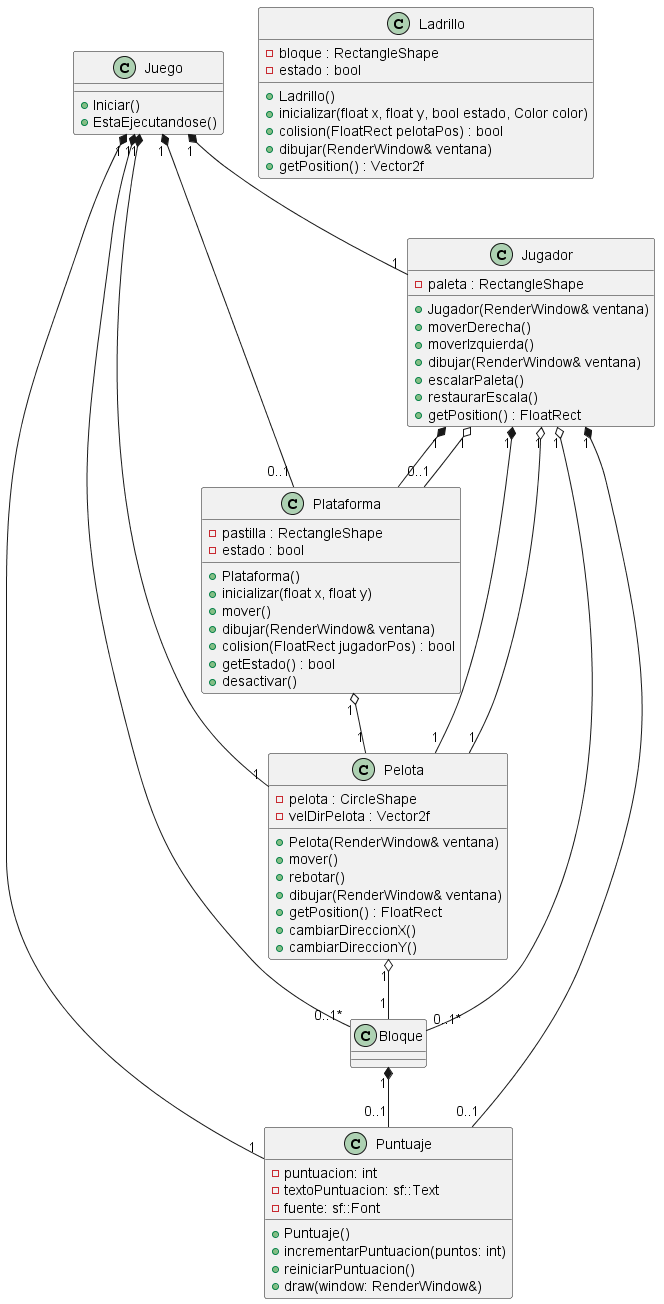 C Ladrillo
bloque : RectangleShape
estado : bool
Ladrillo()
inicializar(float x, float y, bool estado, Color color)
colision(FloatRect pelotaPos) : bool
dibujar(RenderWindow& ventana)
getPosition() : Vector2f
C Juego
Iniciar()
EstaEjecutandose()
1
1
1
1
1
1
C Jugador
paleta : RectangleShape
Jugador(RenderWindow& ventana)
moverDerecha()
moverIzquierda()
dibujar(RenderWindow& ventana)
escalarPaleta()
restaurarEscala()
getPosition() : FloatRect
1
1
1
1
1
1
0..1
0..1
C Plataforma
pastilla : RectangleShape
estado : bool
Plataforma()
inicializar(float x, float y)
mover()
dibujar(RenderWindow& ventana)
colision(FloatRect jugadorPos) : bool
getEstado() : bool
desactivar()
1
1
1
1
1
C Pelota
pelota : CircleShape
velDirPelota : Vector2f
Pelota(RenderWindow& ventana)
mover()
rebotar()
dibujar(RenderWindow& ventana)
getPosition() : FloatRect
cambiarDireccionX()
cambiarDireccionY()
1
1
0..1*
0..1*
C Bloque
1
0..1
0..1
1
C Puntuaje
puntuacion: int
textoPuntuacion: sf::Text
fuente: sf::Font
Puntuaje()
incrementarPuntuacion(puntos: int)
reiniciarPuntuacion()
draw(window: RenderWindow&)